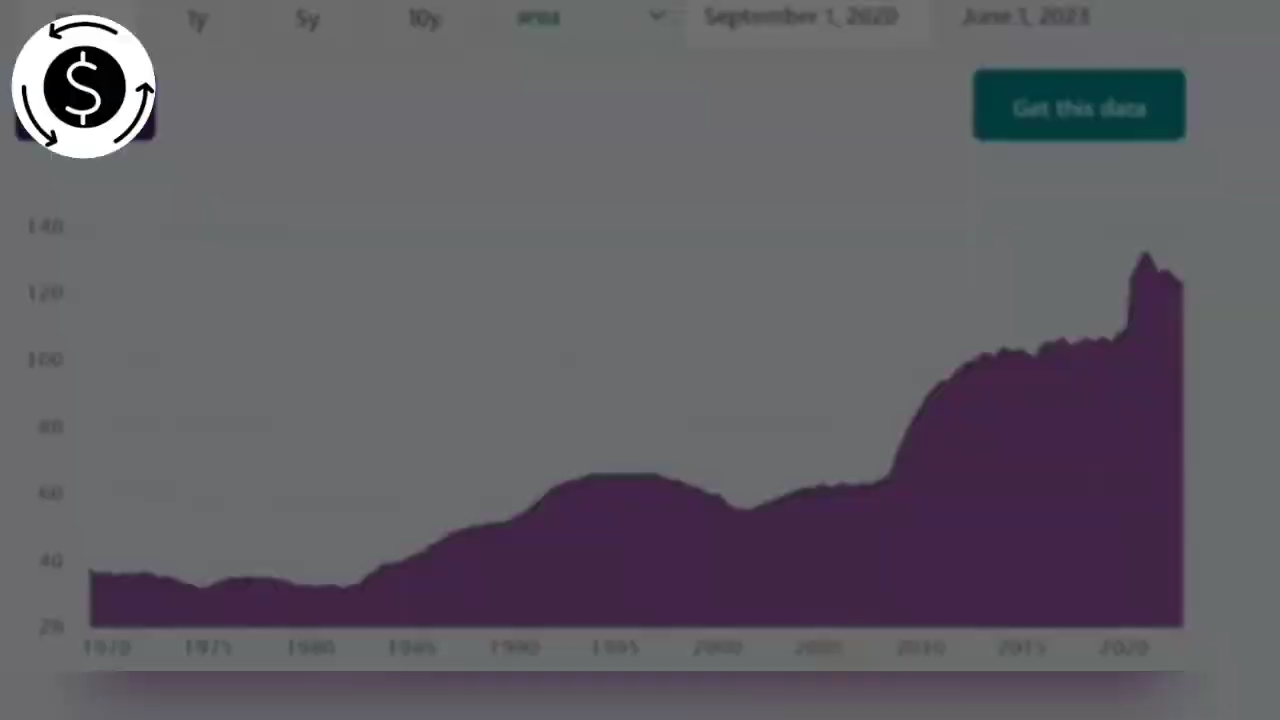 1y 5y 10y area September 1, 2020 June 1, 2023
$
Get this data
140
120
100
80
60
40
20
1970 1975 1980 1985 1990 1995 2000 2005 2010 2015 2020